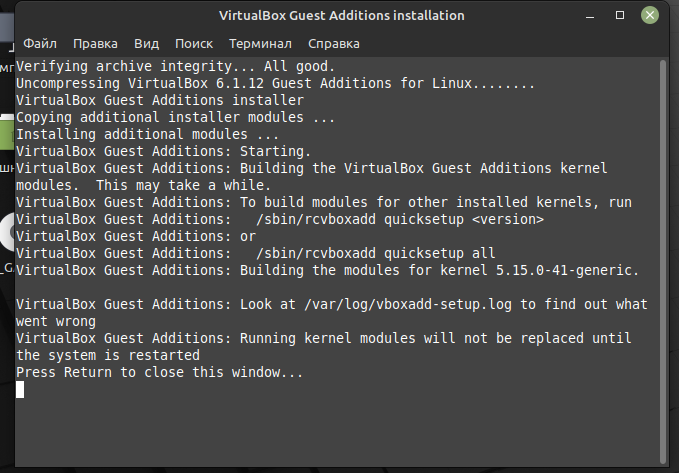 VirtualBox Guest Additions installation
Файл Правка Вид Поиск Терминал Справка
Verifying archive integrity... All good.
Uncompressing VirtualBox 6.1.12 Guest Additions for Linux........
VirtualBox Guest Additions installer
Copying additional installer modules ...
Installing additional modules ...
VirtualBox Guest Additions: Starting.
VirtualBox Guest Additions: Building the VirtualBox Guest Additions kernel
modules.  This may take a while.
VirtualBox Guest Additions: To build modules for other installed kernels, run
VirtualBox Guest Additions:   /sbin/rcvboxadd quicksetup <version>
VirtualBox Guest Additions: or
VirtualBox Guest Additions:   /sbin/rcvboxadd quicksetup all
VirtualBox Guest Additions: Building the modules for kernel 5.15.0-41-generic.
VirtualBox Guest Additions: Look at /var/log/vboxadd-setup.log to find out what
went wrong
VirtualBox Guest Additions: Running kernel modules will not be replaced until
the system is restarted
Press Return to close this window...